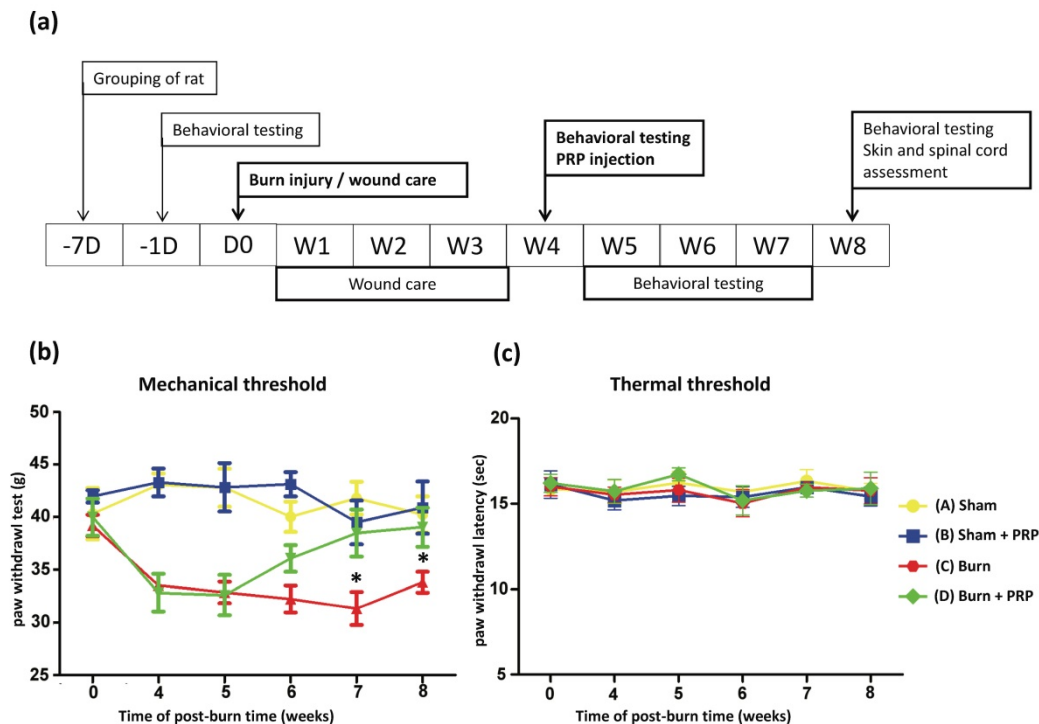 (a)
Grouping of rat
Behavioral testing
Burn injury / wound care
Behavioral testing
PRP injection
Behavioral testing
Skin and spinal cord
assessment
-7D -1D D0 W1 W2 W3 W4 W5 W6 W7 W8
Wound care
Behavioral testing
(b)
Mechanical threshold
paw withdrawl test (g)
50
45
40
35
30
25
*
*
0 4 5 6 7 8
Time of post-burn time (weeks)
(c)
Thermal threshold
paw withdrawl latency (sec)
20
15
10
5
0 4 5 6 7 8
Time of post-burn time (weeks)
(A) Sham
(B) Sham + PRP
(C) Burn
(D) Burn + PRP